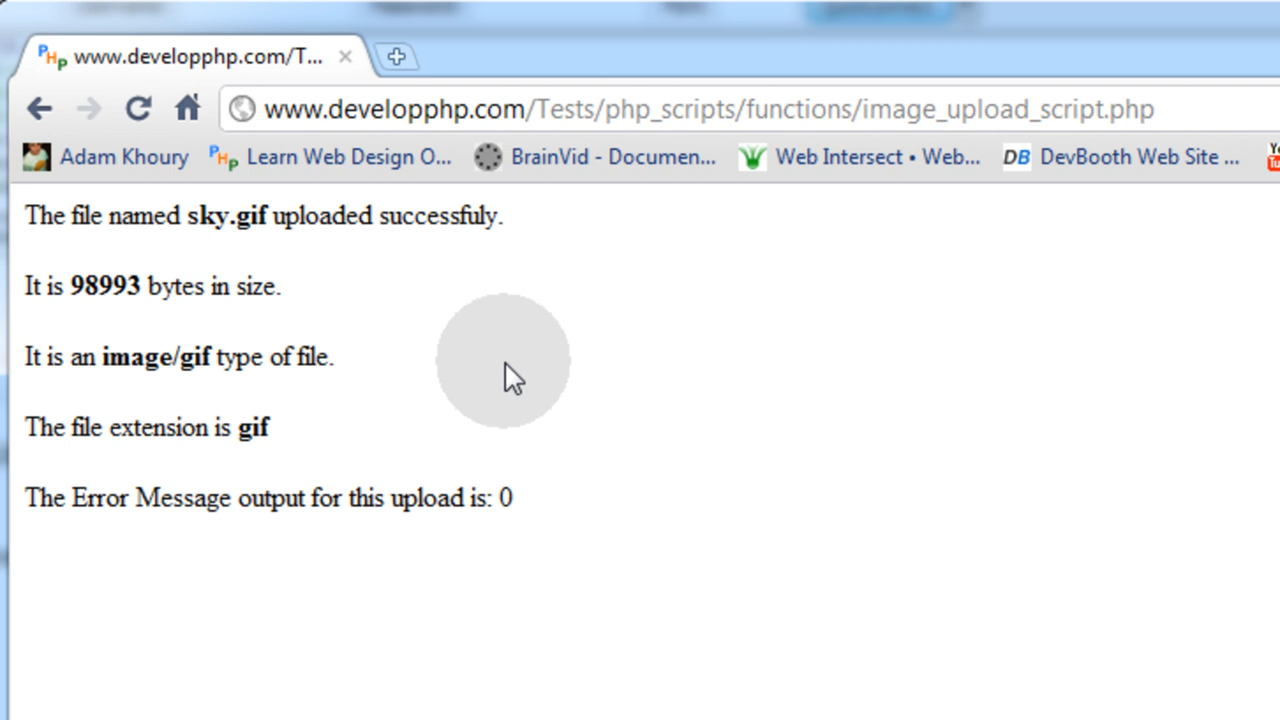 PHP www.developphp.com/T...
www.developphp.com/Tests/php_scripts/functions/image_upload_script.php
Adam Khoury PHP Learn Web Design O... BrainVid - Documen... Web Intersect • Web... DB DevBooth Web Site ...
The file named sky.gif uploaded successfuly.
It is 98993 bytes in size.
It is an image/gif type of file.
The file extension is gif
The Error Message output for this upload is: 0